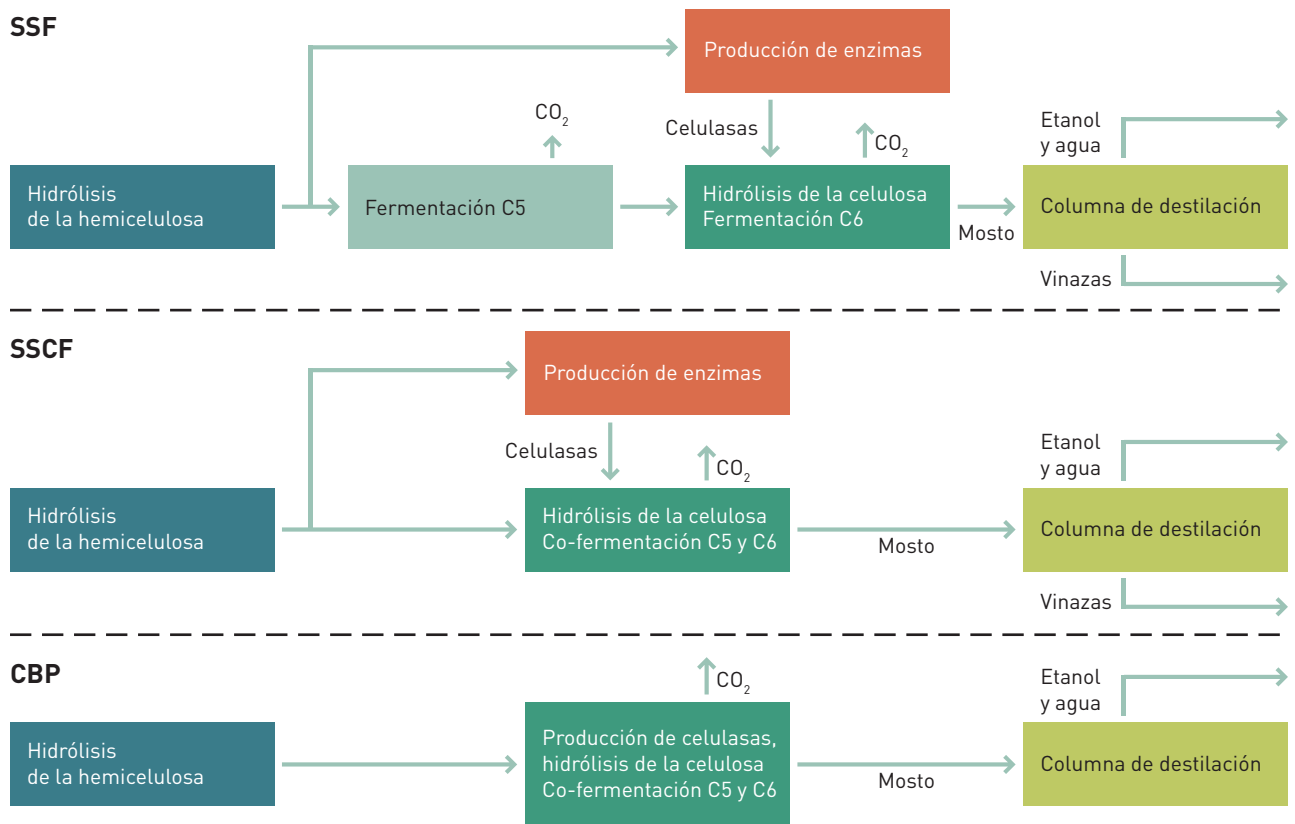 SSF
Producción de enzimas
CO₂
Celulasas
CO₂
Etanol
y agua
Hidrólisis
de la hemicelulosa
Fermentación C5
Hidrólisis de la celulosa
Fermentación C6
Mosto
Columna de destilación
Vinazas
SSCF
Producción de enzimas
Celulasas
CO₂
Etanol
y agua
Hidrólisis
de la hemicelulosa
Hidrólisis de la celulosa
Co-fermentación C5 y C6
Mosto
Columna de destilación
Vinazas
CBP
CO₂
Etanol
y agua
Hidrólisis
de la hemicelulosa
Producción de celulasas,
hidrólisis de la celulosa
Co-fermentación C5 y C6
Mosto
Columna de destilación